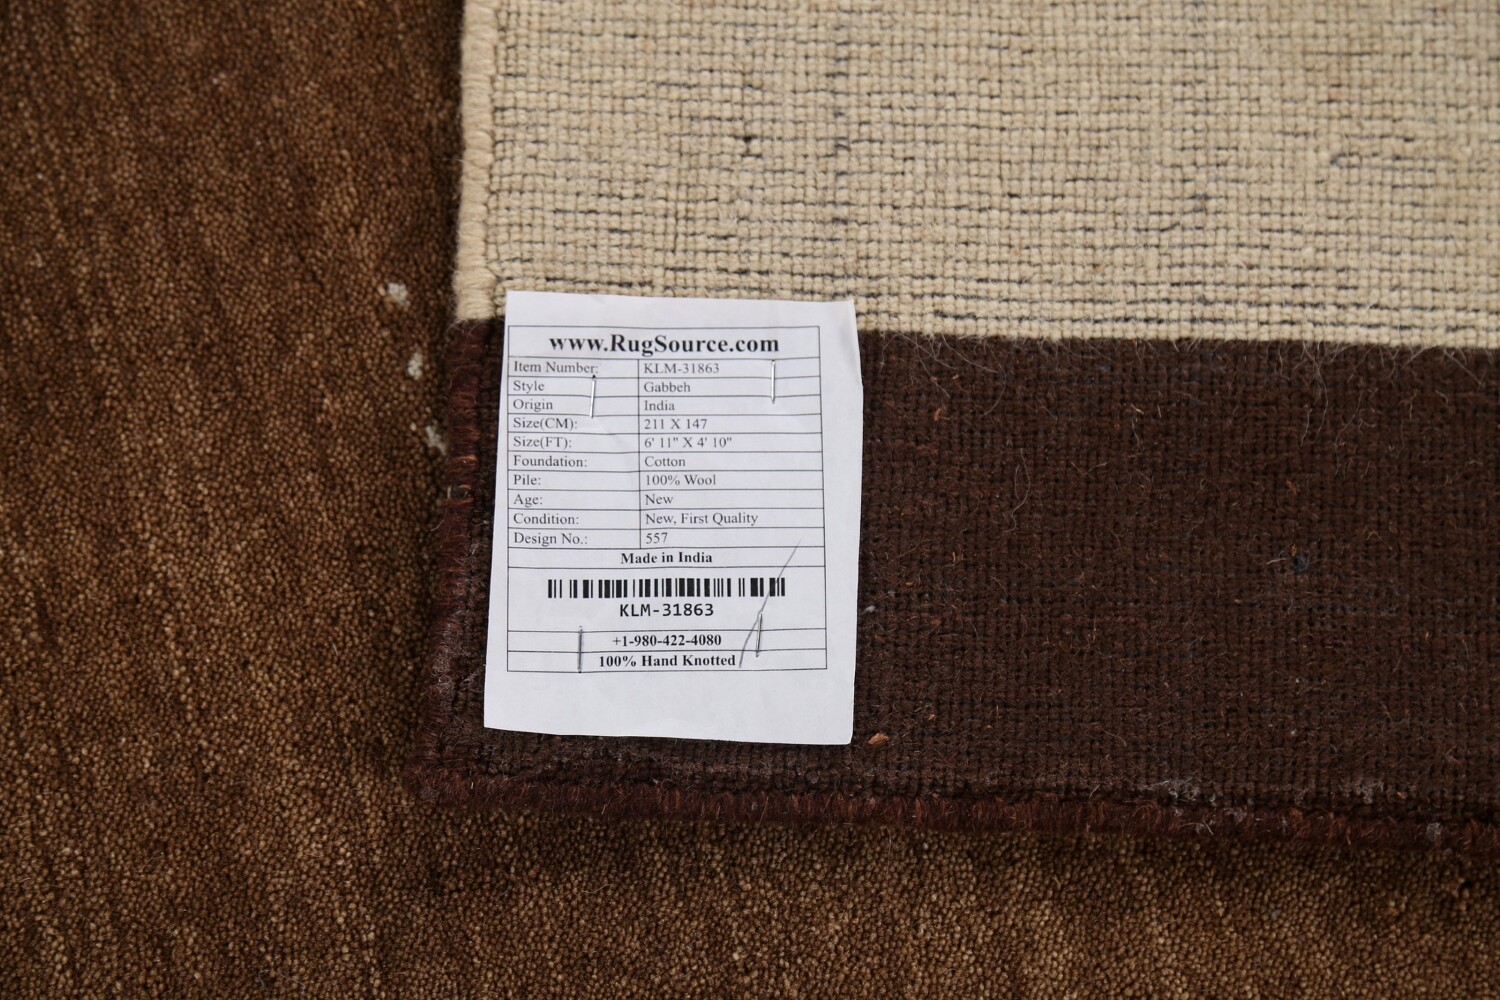 www.RugSource.com
Item Number: KLM-31863
Style Gabbeh
Origin India
Size(CM): 211 X 147
Size(FT): 6' 11" X 4' 10"
Foundation: Cotton
Pile: 100% Wool
Age: New
Condition: New, First Quality
Design No.: 557
Made in India
KLM-31863
+1-980-422-4080
100% Hand Knotted